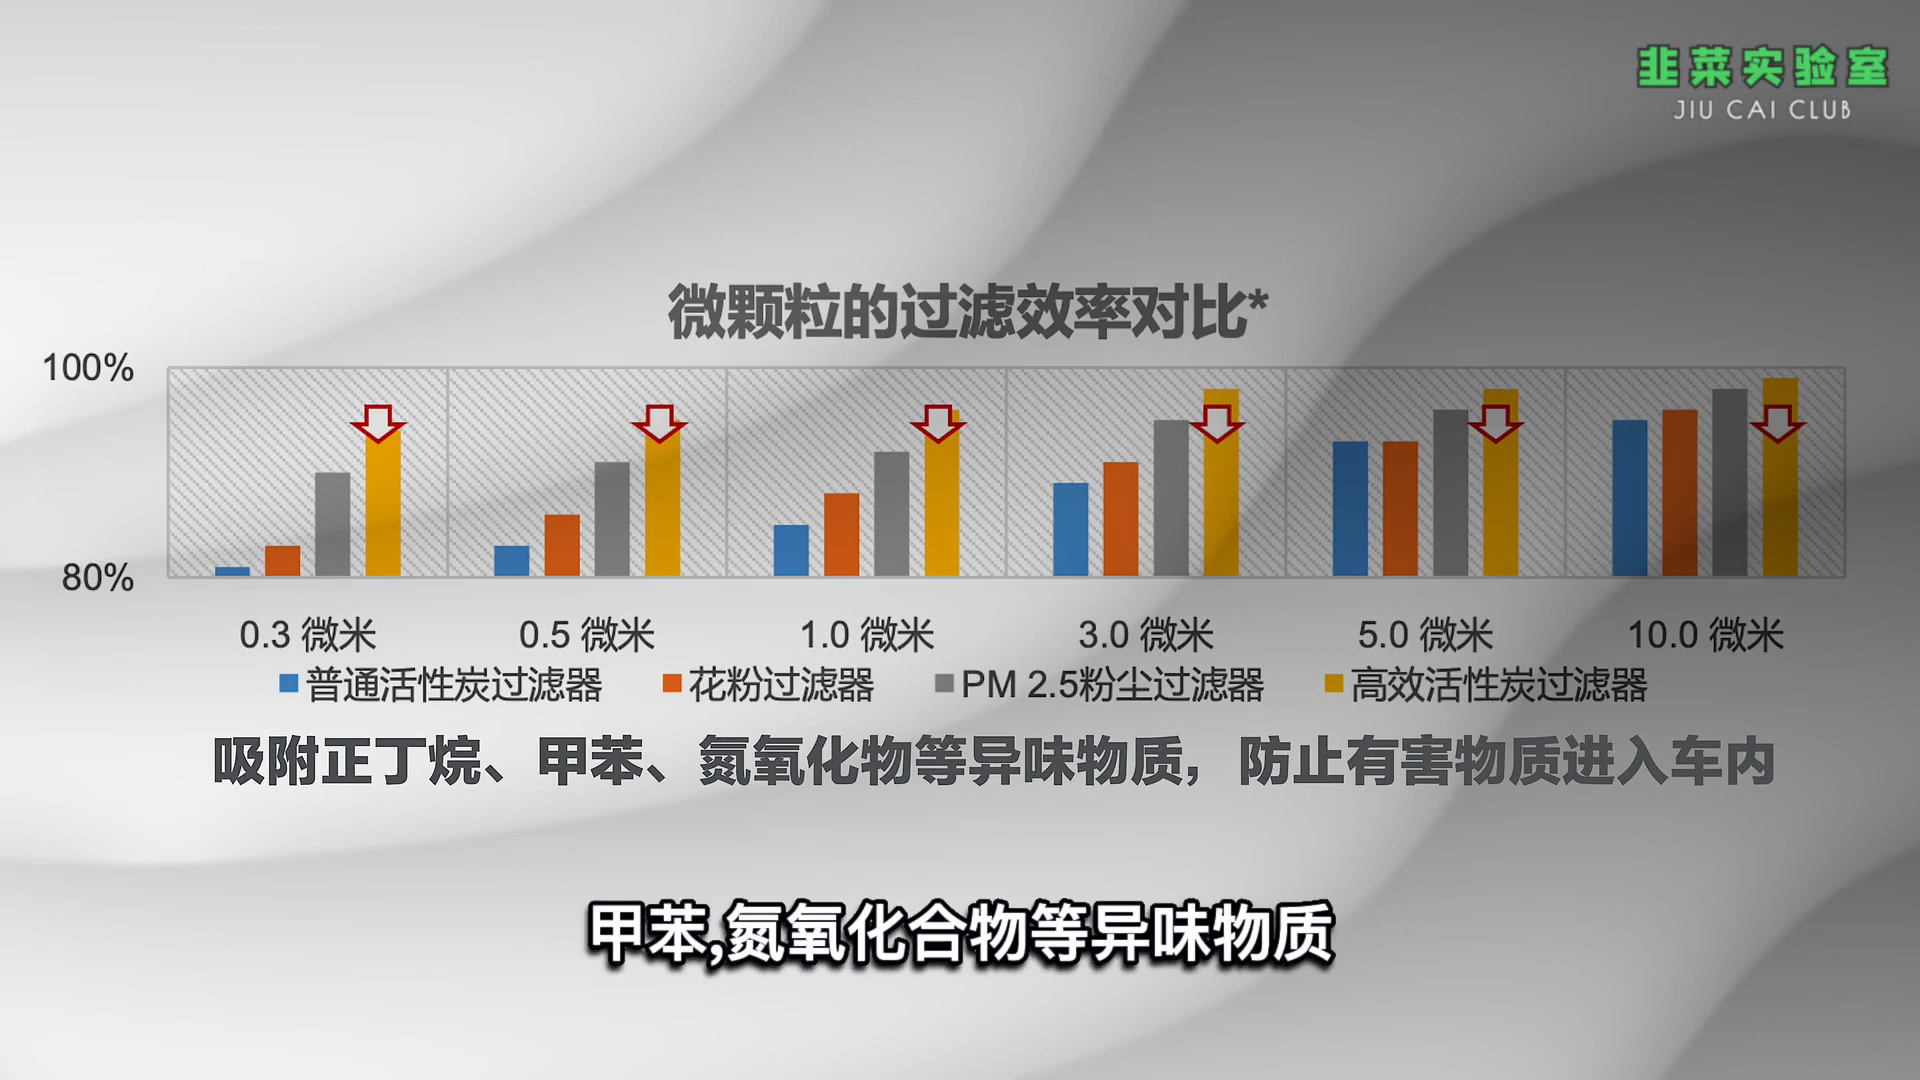 韭菜实验室
JIU CAI CLUB
微颗粒的过滤效率对比*
100%
80%
0.3 微米 0.5 微米 1.0 微米 3.0 微米 5.0 微米 10.0 微米
普通活性炭过滤器 花粉过滤器 PM 2.5粉尘过滤器 高效活性炭过滤器
吸附正丁烷、甲苯、氮氧化物等异味物质，防止有害物质进入车内
甲苯,氮氧化合物等异味物质